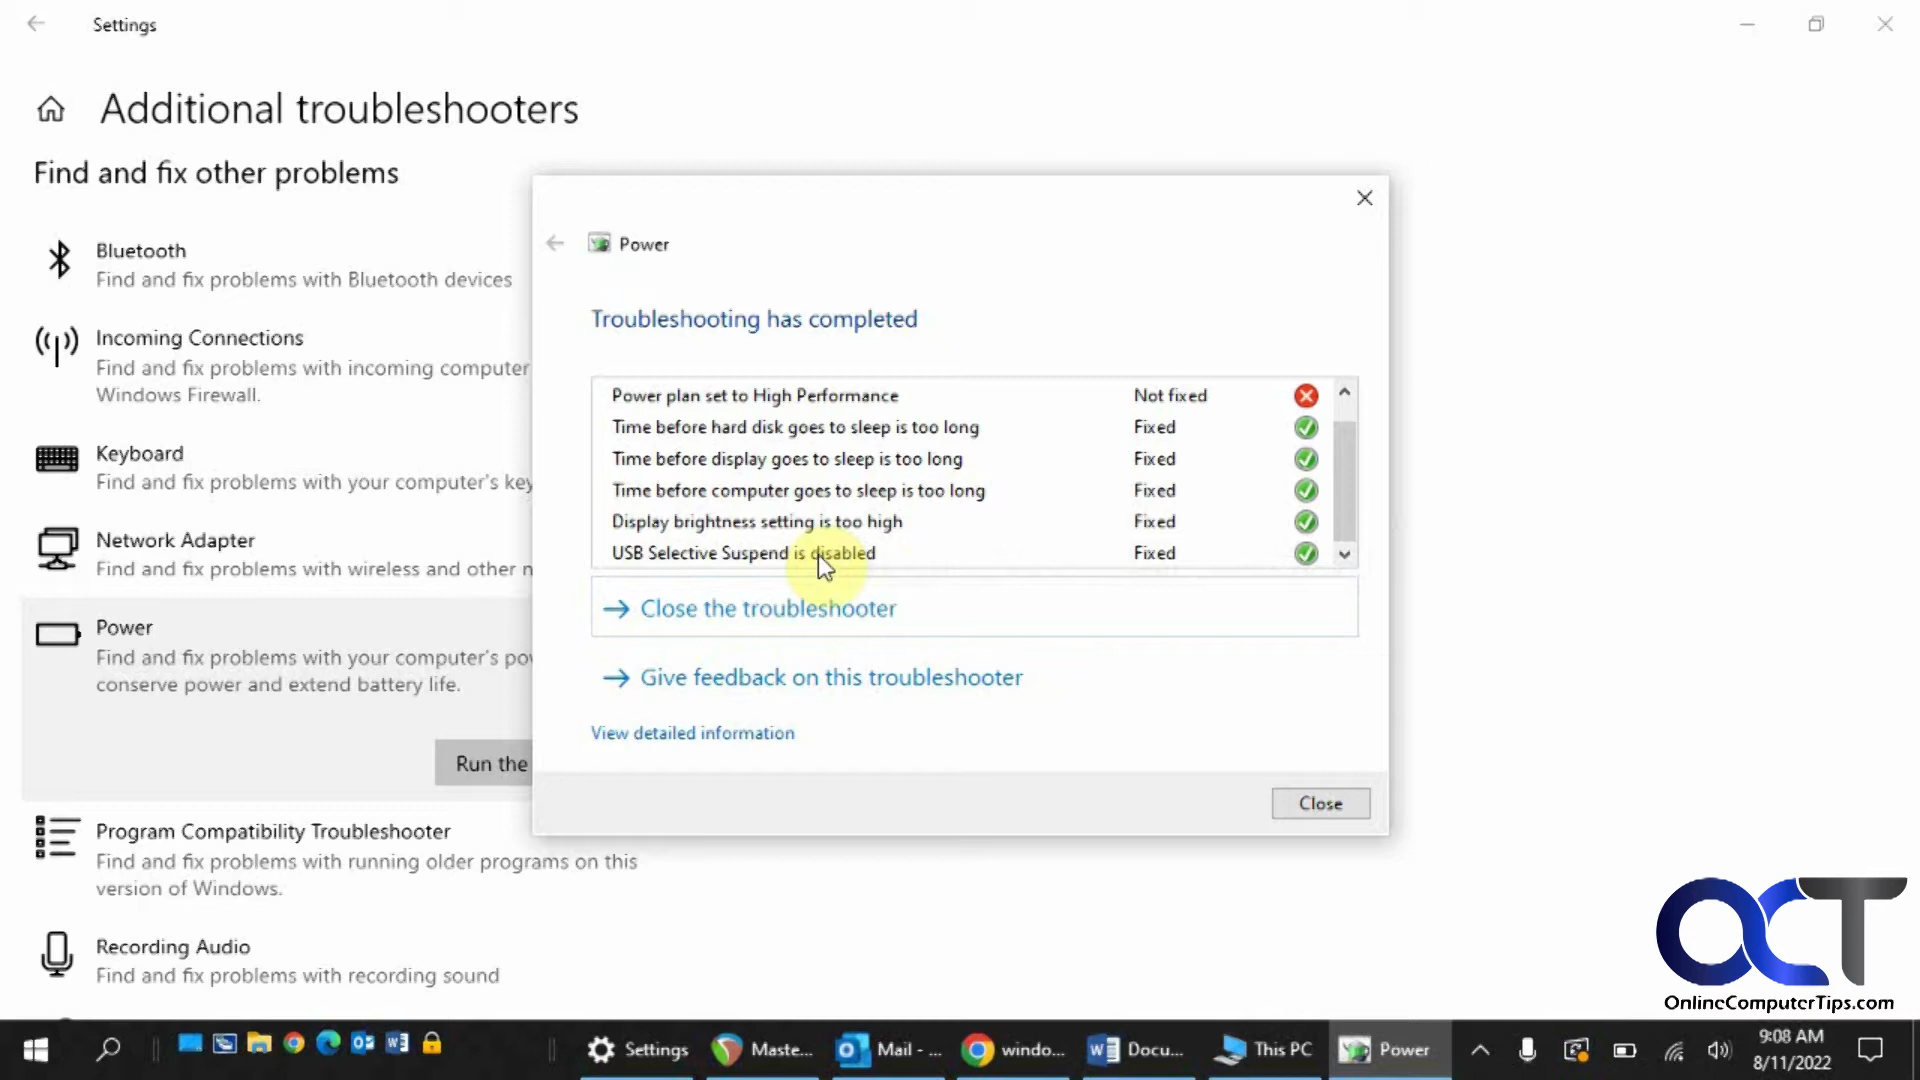 Settings
Additional troubleshooters
Find and fix other problems
Bluetooth
Find and fix problems with Bluetooth devices
Incoming Connections
Find and fix problems with incoming computer
Windows Firewall.
Keyboard
Find and fix problems with your computer's key
Network Adapter
Find and fix problems with wireless and other n
Power
Find and fix problems with your computer's pow
conserve power and extend battery life.
Run the
Program Compatibility Troubleshooter
Find and fix problems with running older programs on this
version of Windows.
Recording Audio
Find and fix problems with recording sound
Power
Troubleshooting has completed
Power plan set to High Performance Not fixed
Time before hard disk goes to sleep is too long Fixed
Time before display goes to sleep is too long Fixed
Time before computer goes to sleep is too long Fixed
Display brightness setting is too high Fixed
USB Selective Suspend is disabled Fixed
Close the troubleshooter
Give feedback on this troubleshooter
View detailed information
Close
OCT
OnlineComputerTips.com
Settings Maste... Mail - ... windo... Docu... This PC Power
9:08 AM
8/11/2022